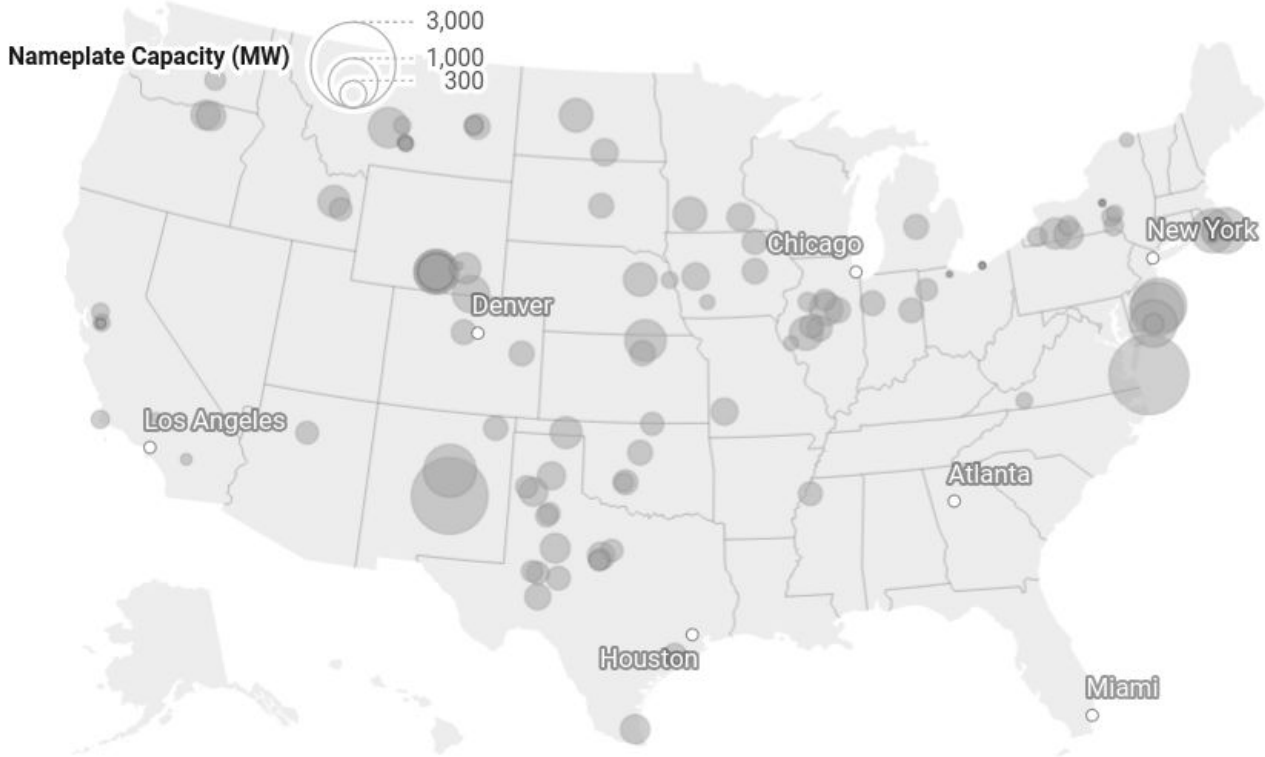 3,000
Nameplate Capacity (MW)
1,000
300
New York
Chicago
Denver
Los Angeles
Atlanta
Houston
Miami